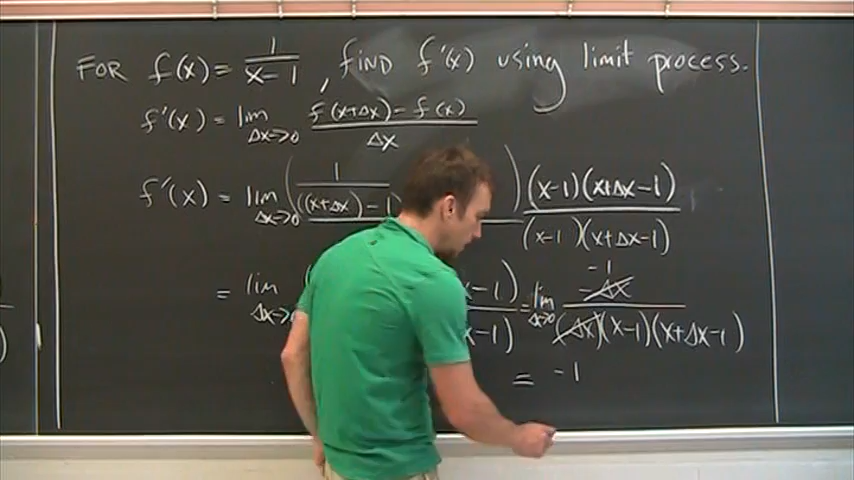 FOR f(x) = 1/(x-1), find f'(x) using limit process.
f'(x) = lim Δx→0 (f(x+Δx) - f(x))/Δx
f'(x) = lim Δx→0 (1/((x+Δx)-1) ) (x-1)(x+Δx-1)/((x-1)(x+Δx-1))
= lim Δx→0 x-1) x-1) = lim Δx→0 -1 -Δx/((Δx)(x-1)(x+Δx-1))
= -1